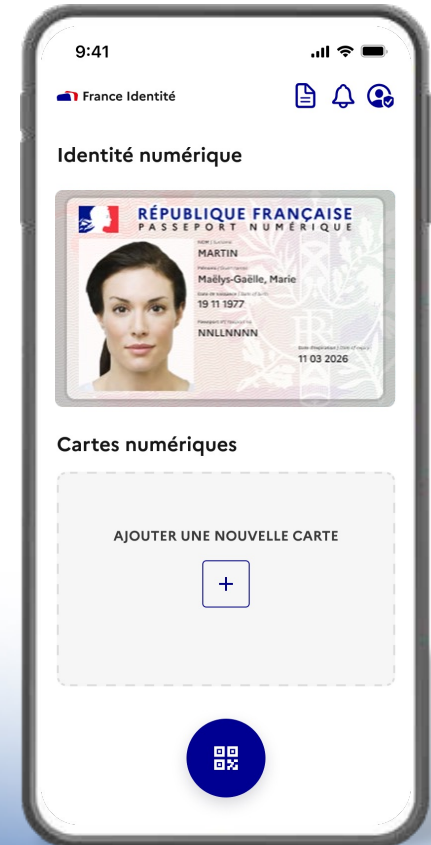 9:41
France Identité
Identité numérique
RÉPUBLIQUE FRANÇAISE
PASSEPORT NUMÉRIQUE
MARTIN
Maëlys-Gaëlle, Marie
19 11 1977
NNLLNNNN
11 03 2026
Cartes numériques
AJOUTER UNE NOUVELLE CARTE